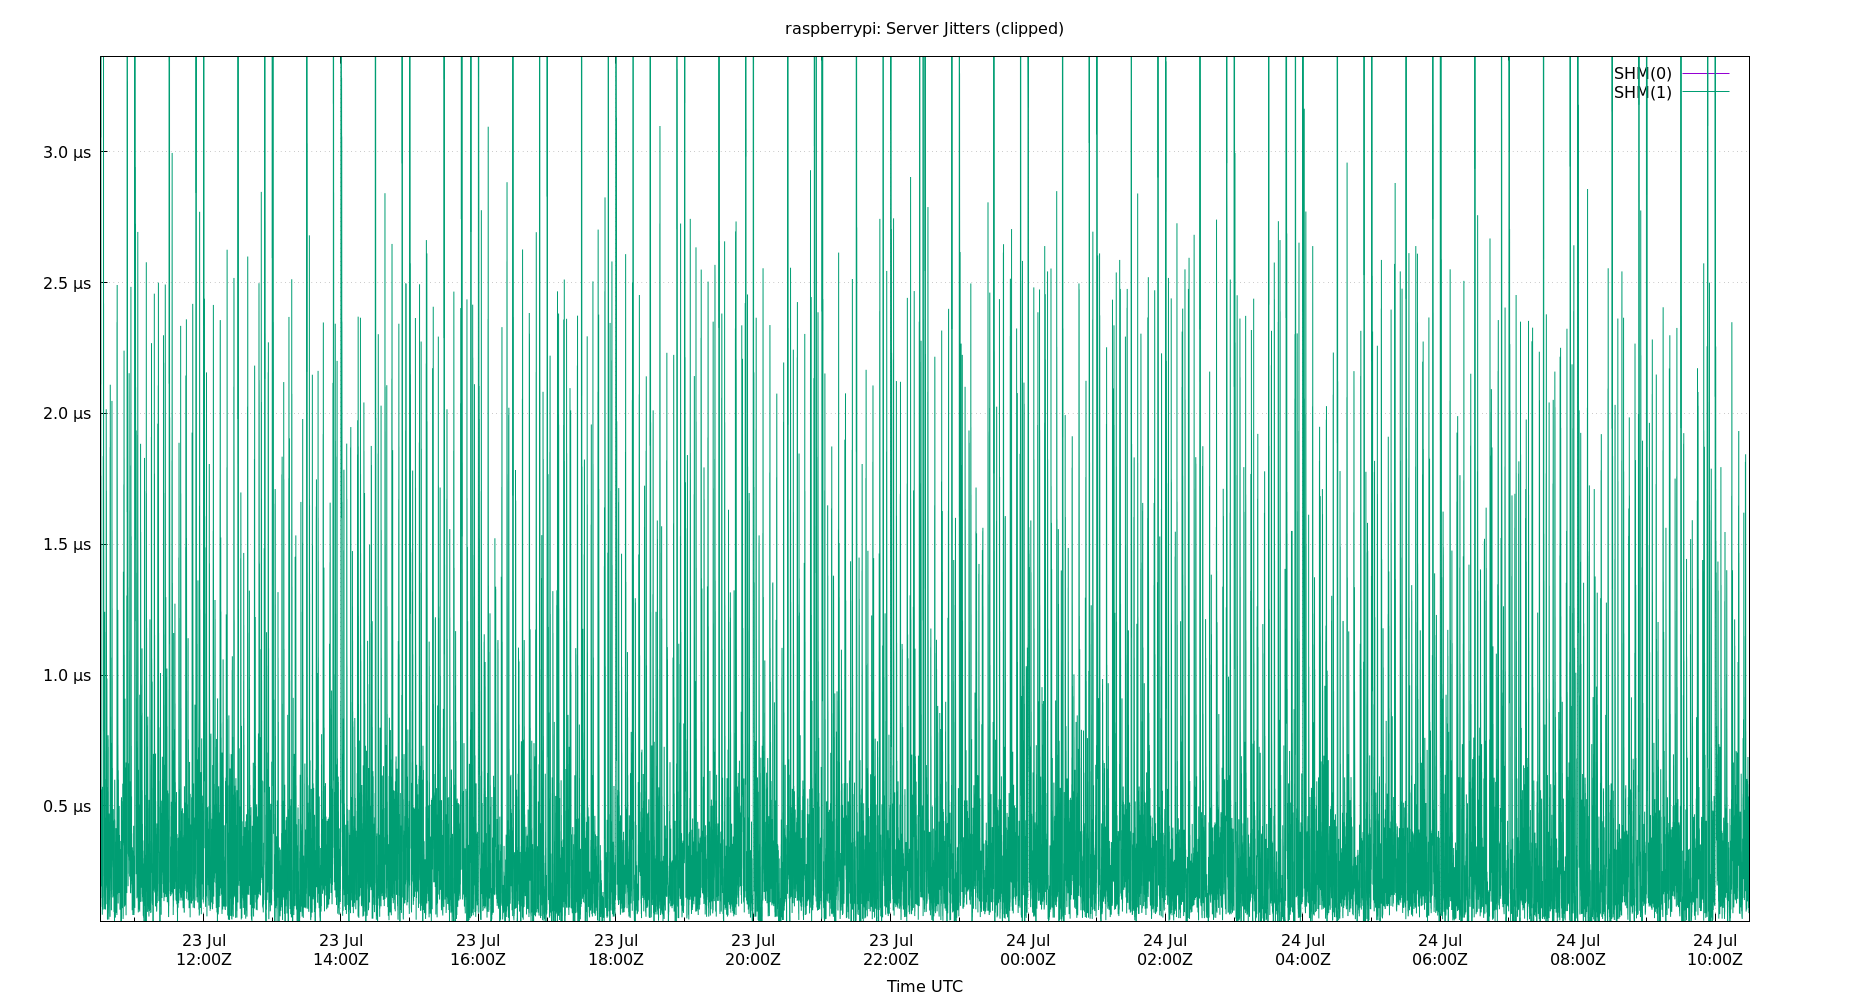 raspberrypi: Server Jitters (clipped)
SHM(0)
SHM(1)
3.0 µs
2.5 µs
2.0 µs
1.5 µs
1.0 µs
0.5 µs
23 Jul 23 Jul 23 Jul 23 Jul 23 Jul 23 Jul 24 Jul 24 Jul 24 Jul 24 Jul 24 Jul 24 Jul
12:00Z 14:00Z 16:00Z 18:00Z 20:00Z 22:00Z 00:00Z 02:00Z 04:00Z 06:00Z 08:00Z 10:00Z
Time UTC